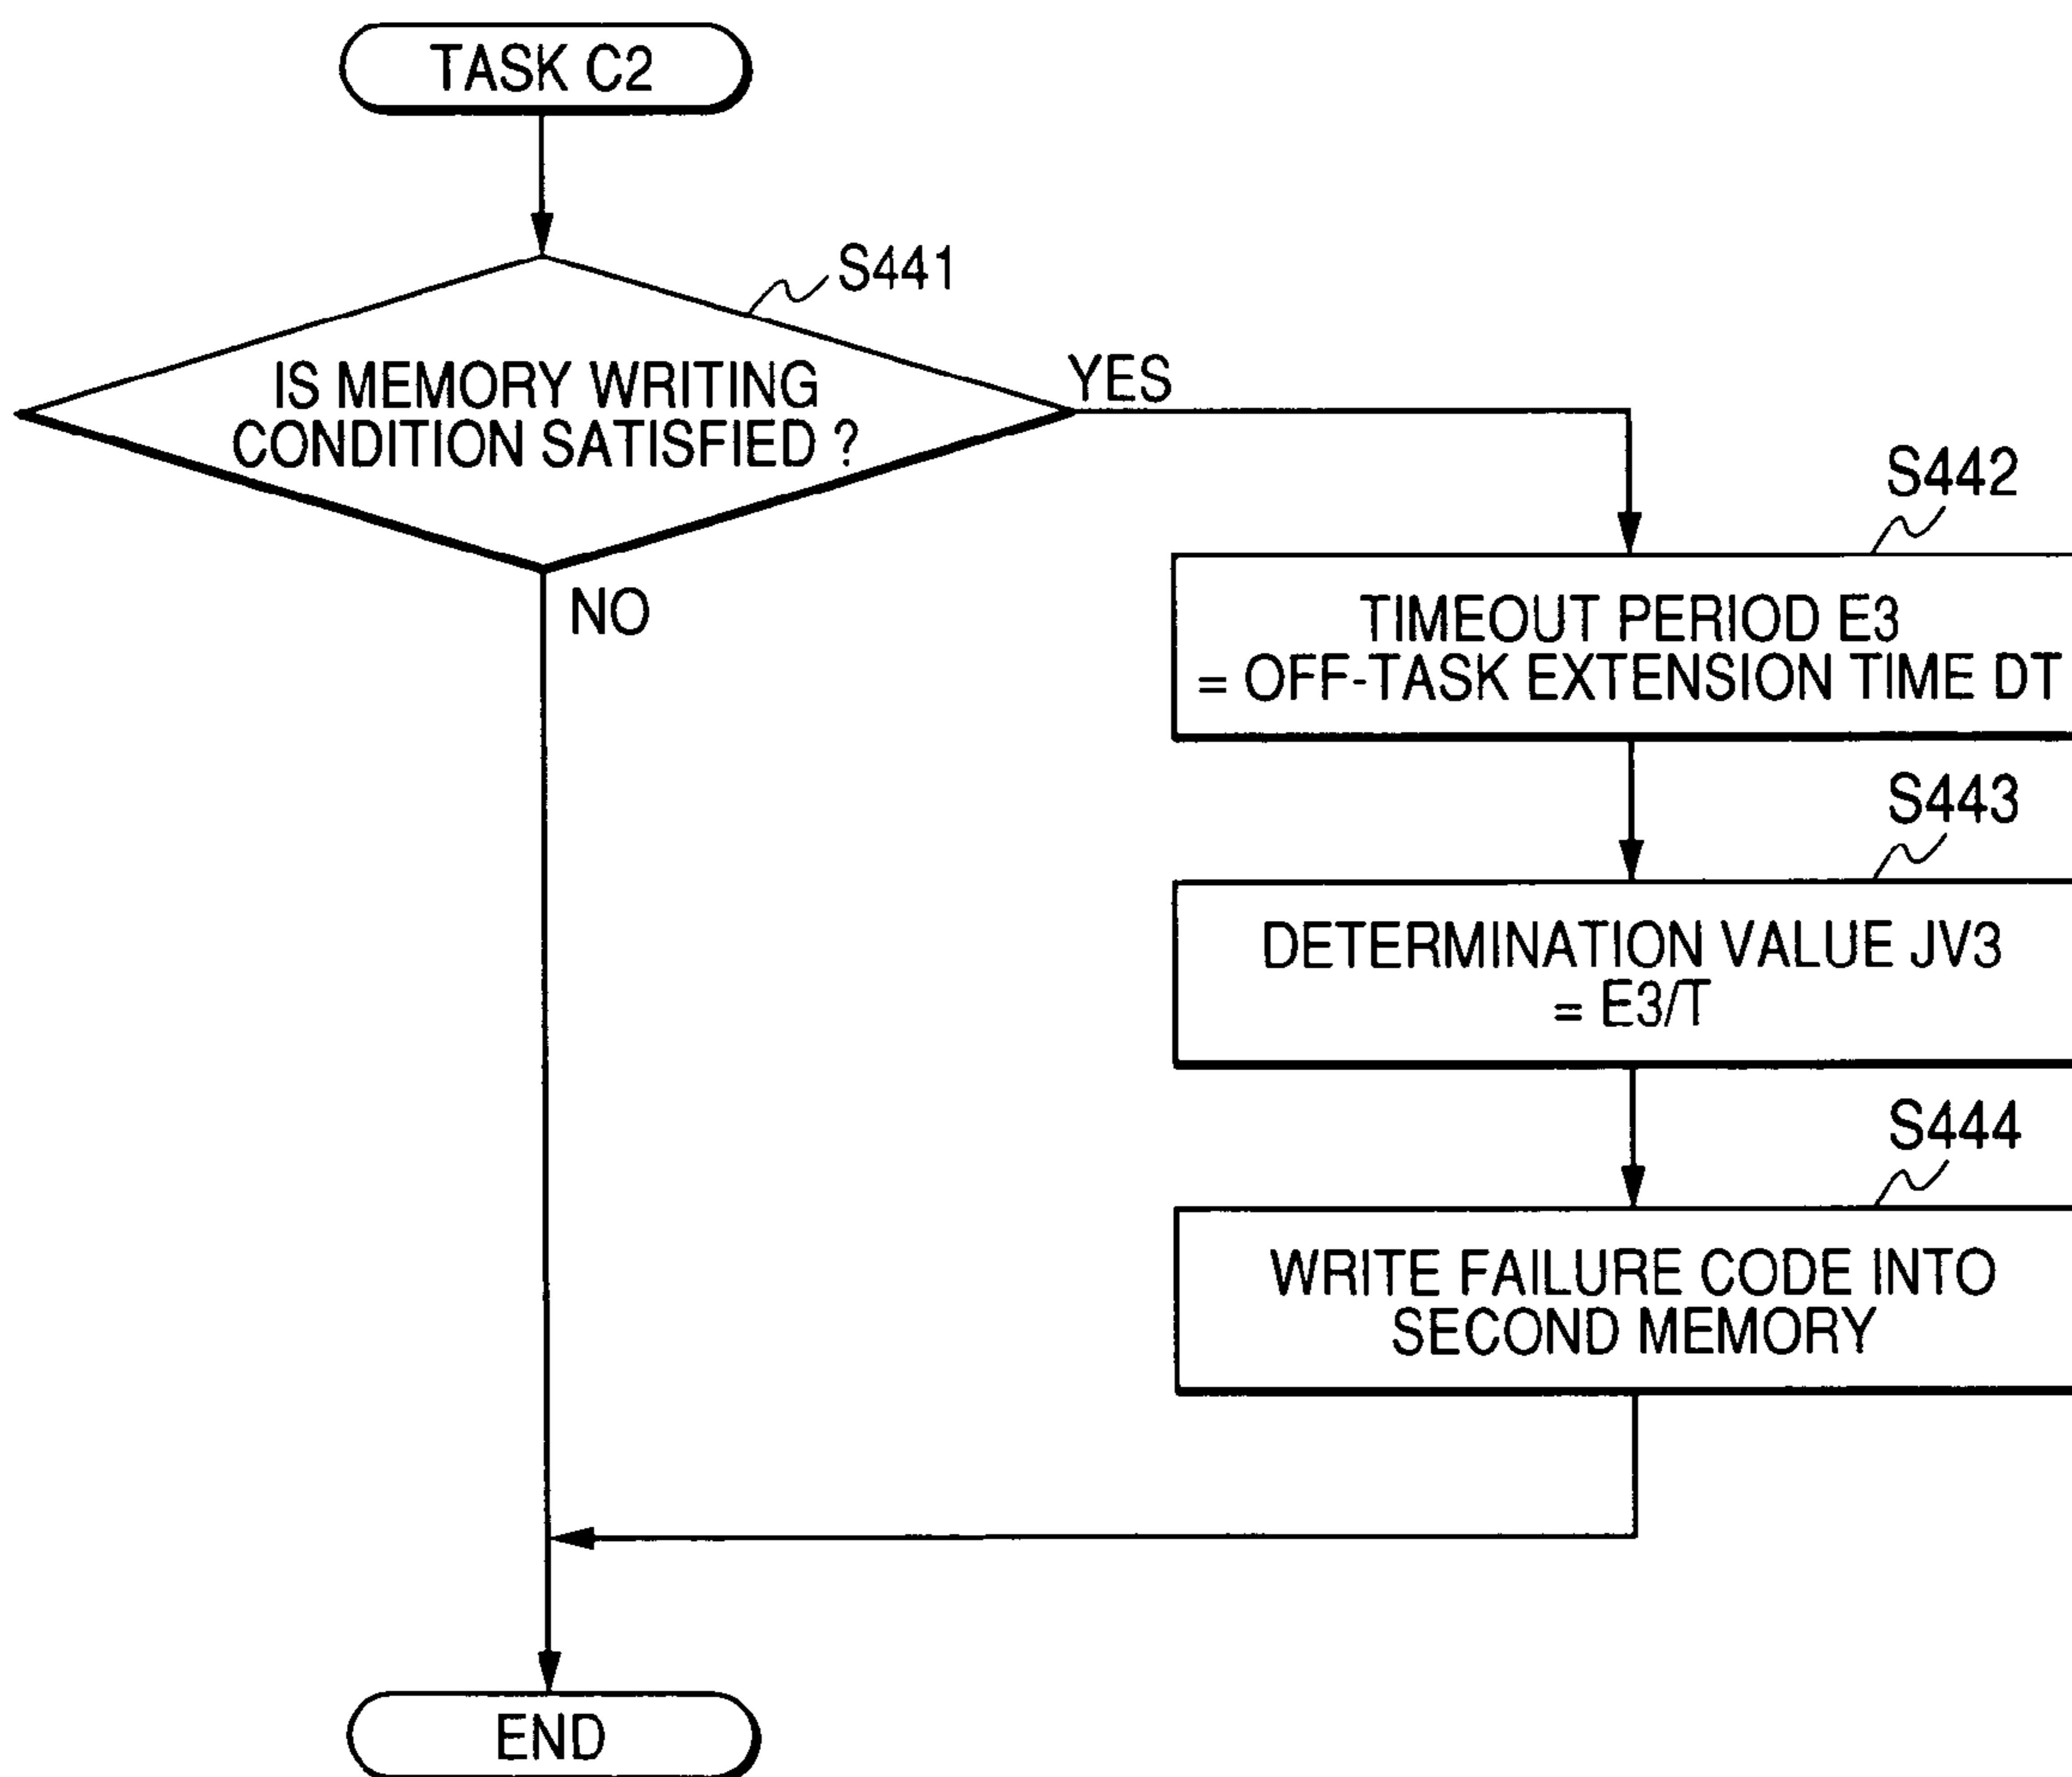 TASK C2
S441
IS MEMORY WRITING
CONDITION SATISFIED ?
YES
NO
S442
TIMEOUT PERIOD E3
= OFF-TASK EXTENSION TIME DT
S443
DETERMINATION VALUE JV3
= E3/T
S444
WRITE FAILURE CODE INTO
SECOND MEMORY
END